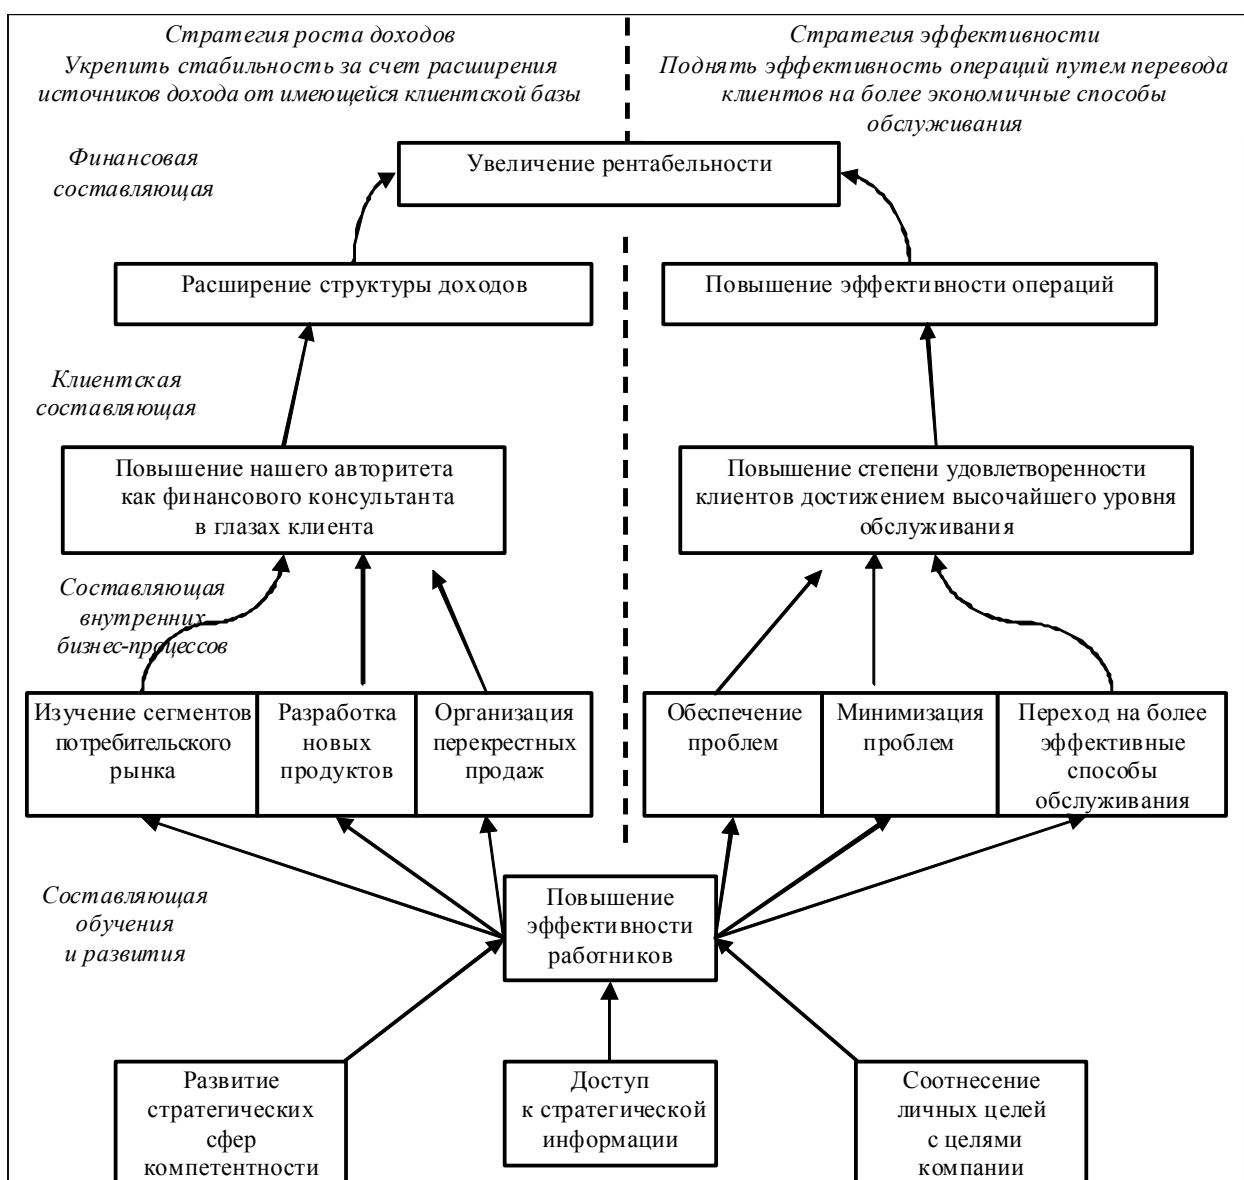 Стратегия роста доходов
Укрепить стабильность за счет расширения
источников дохода от имеющейся клиентской базы
Стратегия эффективности
Поднять эффективность операций путем перевода
клиентов на более экономичные способы
обслуживания
Финансовая
составляющая
Увеличение рентабельности
Расширение структуры доходов
Повышение эффективности операций
Клиентская
составляющая
Повышение нашего авторитета
как финансового консультанта
в глазах клиента
Повышение степени удовлетворенности
клиентов достижением высочайшего уровня
обслуживания
Составляющая
внутренних
бизнес-процессов
Изучение сегментов
потребительского
рынка
Разработка
новых
продуктов
Организация
перекрестных
продаж
Обеспечение
проблем
Минимизация
проблем
Переход на более
эффективные
способы
обслуживания
Составляющая
обучения
и развития
Повышение
эффективности
работников
Развитие
стратегических
сфер
компетентности
Доступ
к стратегической
информации
Соотнесение
личных целей
с целями
компании